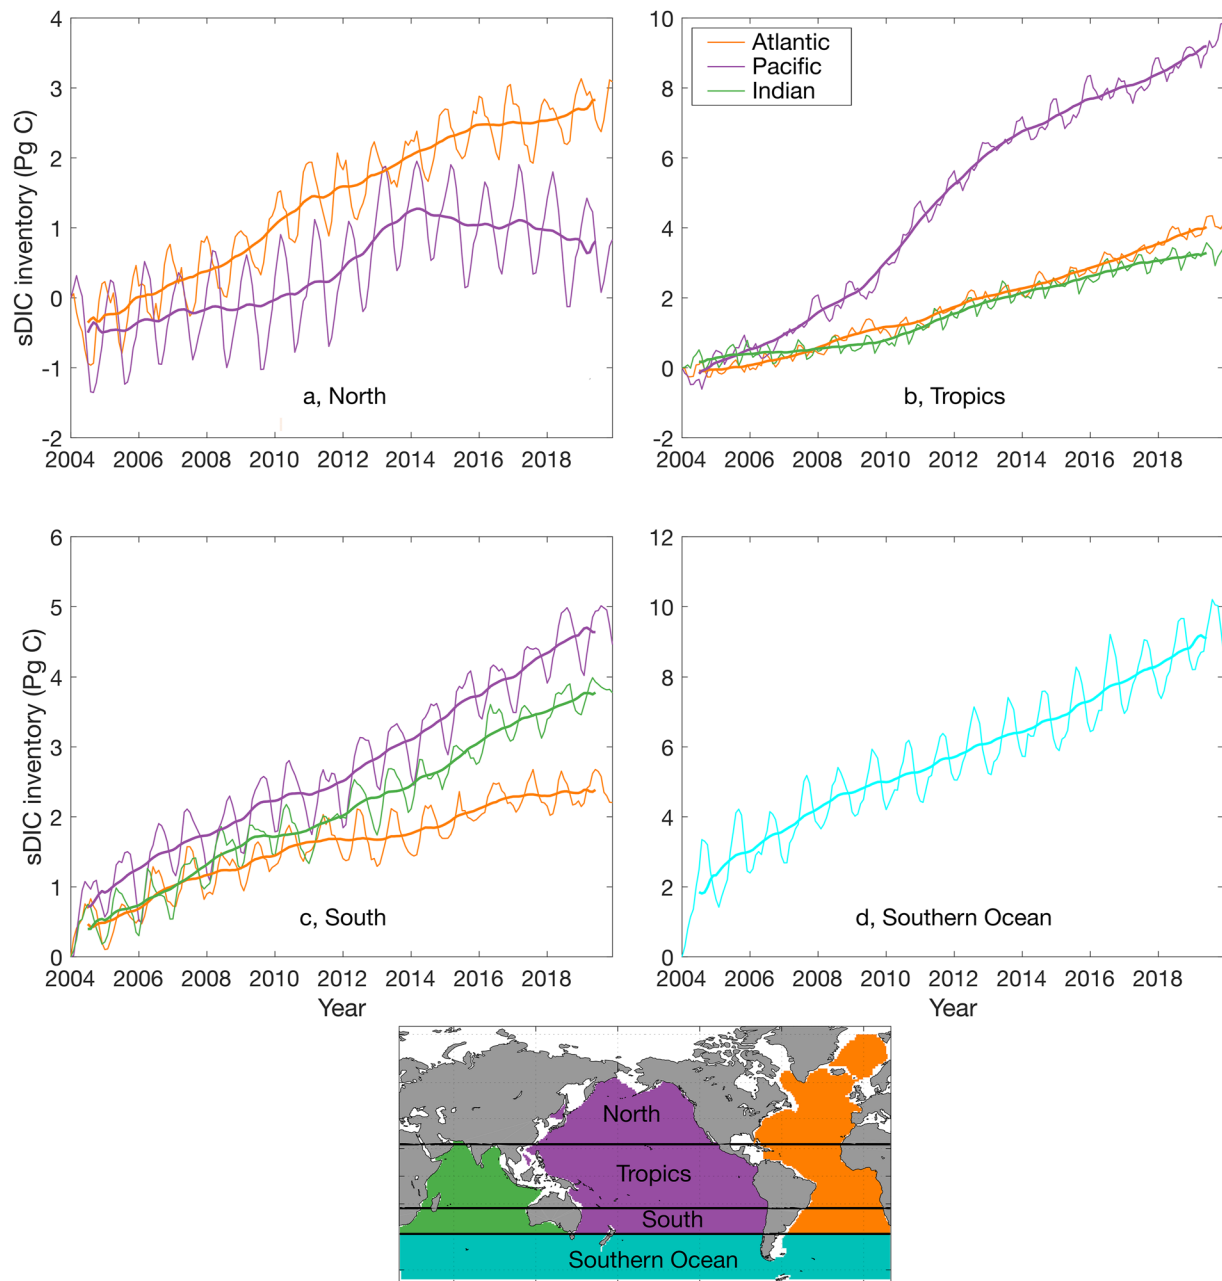 4
3
2
1
0
-1
-2
sDIC inventory (Pg C)
2004 2006 2008 2010 2012 2014 2016 2018
a, North
10
8
6
4
2
0
-2
Atlantic
Pacific
Indian
b, Tropics
2004 2006 2008 2010 2012 2014 2016 2018
6
5
4
3
2
1
0
sDIC inventory (Pg C)
c, South
2004 2006 2008 2010 2012 2014 2016 2018
Year
12
10
8
6
4
2
0
d, Southern Ocean
2004 2006 2008 2010 2012 2014 2016 2018
Year
North
Tropics
South
Southern Ocean